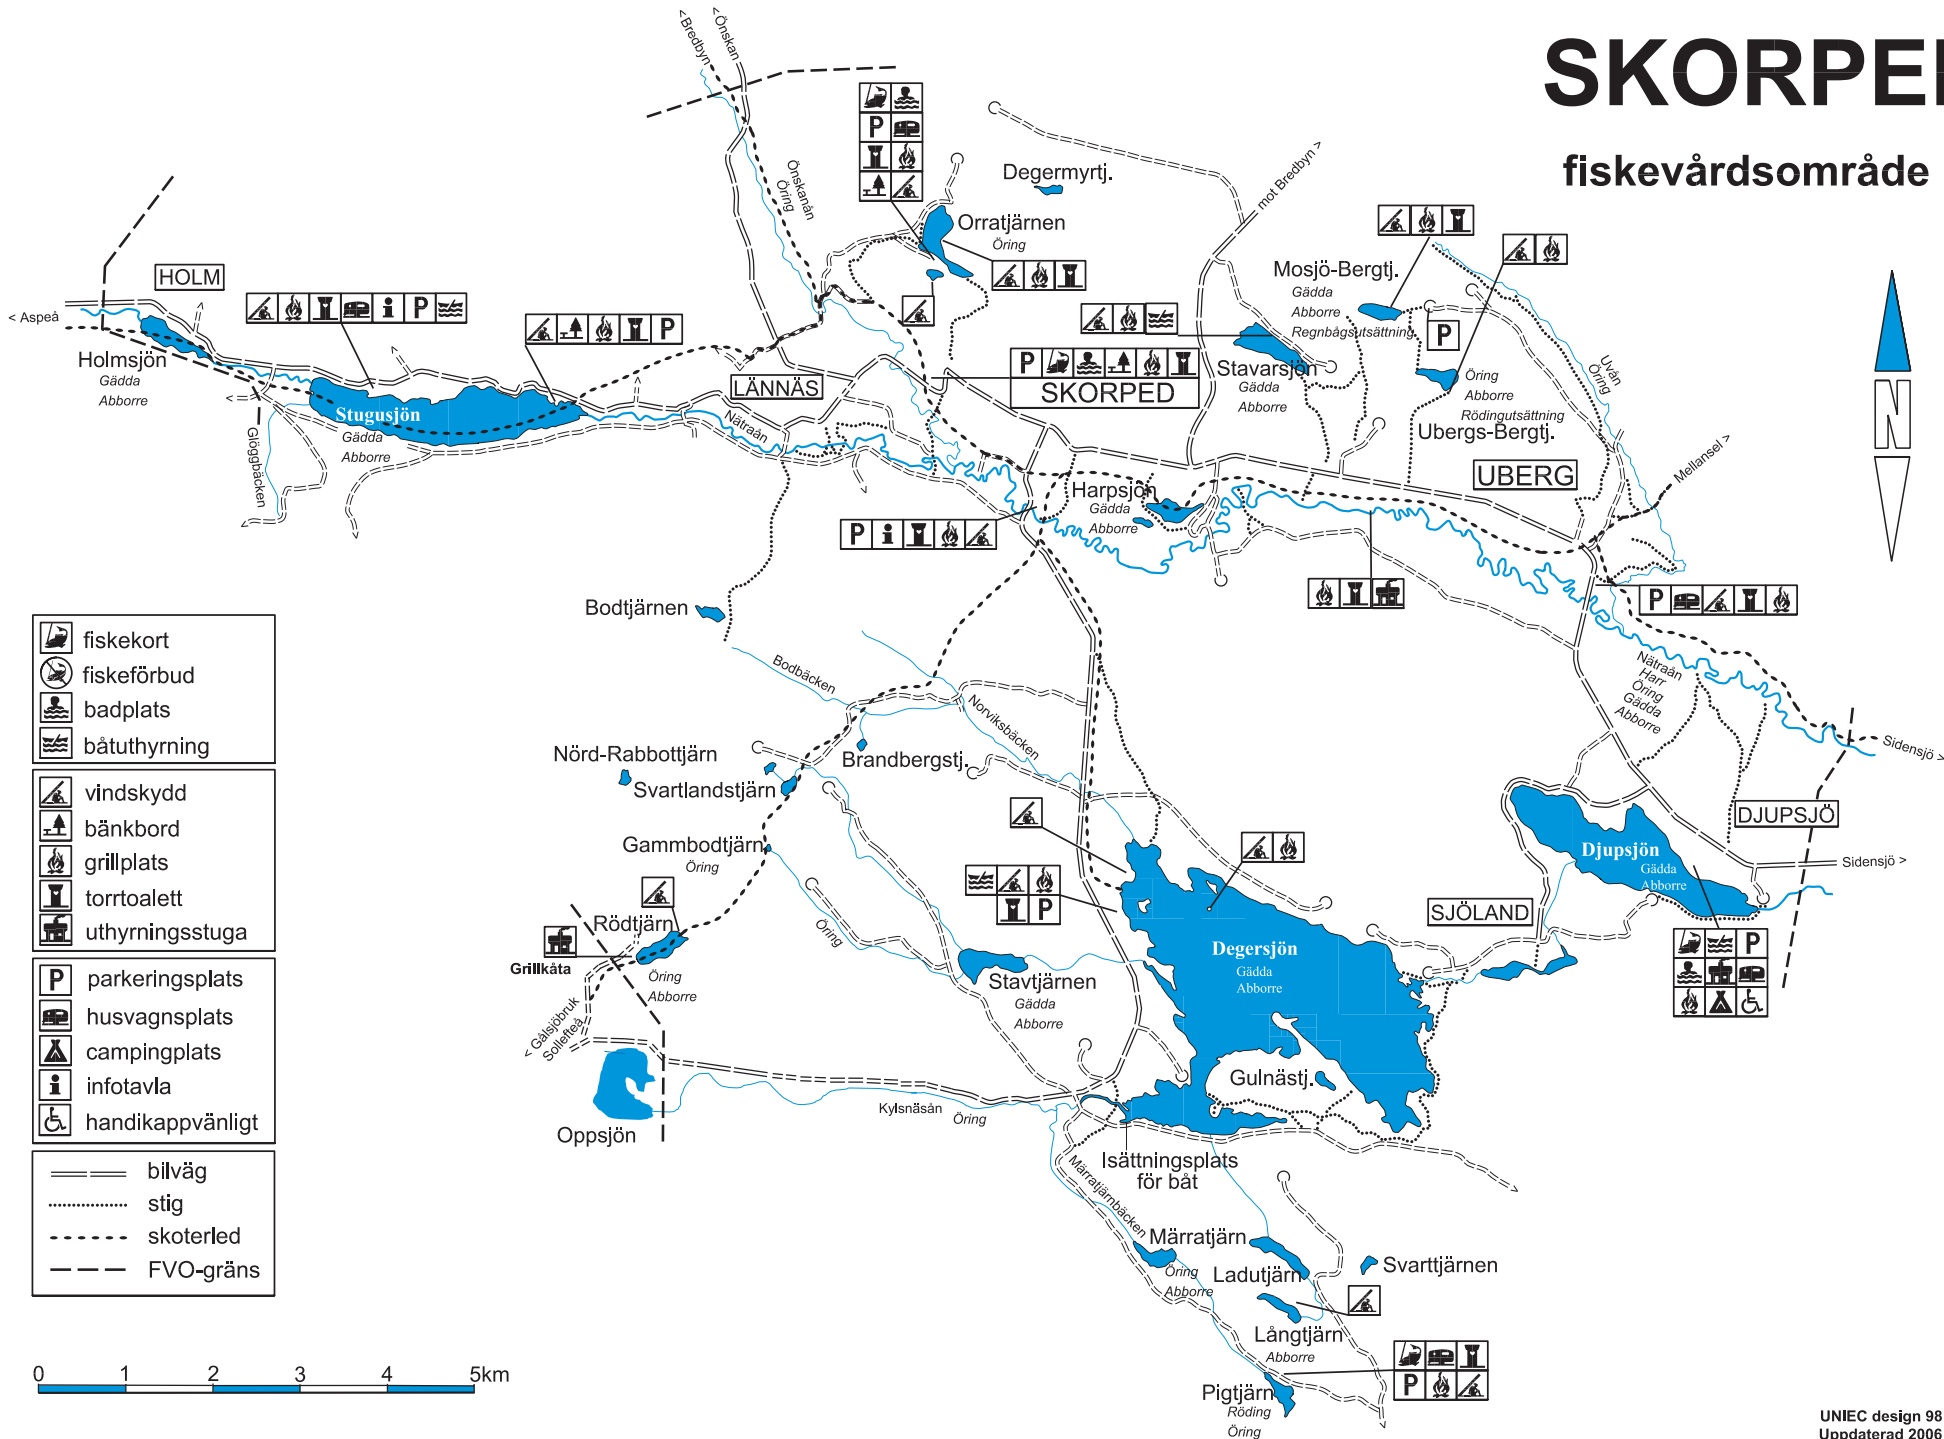 SKORPED
fiskevårdsområde
< Bredbyn
< Önskan
Önskanån
Öring
Degermyrtj.
mot Bredbyn >
Orratjärnen
Öring
HOLM
< Aspeå
Holmsjön
Gädda
Abborre
Stugusjön
Gädda
Abborre
Glöggbäcken
LÄNNÄS
Nätraån
P
i P
P
P
SKORPED
Stavarsjön
Gädda
Abborre
Mosjö-Bergtj.
Gädda
Abborre
Regnbågsutsättning
P
Öring
Abborre
Rödingutsättning
Ubergs-Bergtj.
Uvån
Öring
UBERG
Mellansel >
N
Harpsjön
Gädda
Abborre
P i
P
Bodtjärnen
Bodbäcken
Norviksbäcken
Nätraån
Harr
Öring
Gädda
Abborre
Sidensjö >
Nörd-Rabbottjärn
Svartlandstjärn
Brandbergstj.
Gammbodtjärn
Öring
Rödtjärn
Öring
Abborre
Grillkåta
< Gålsjöbruk
Sollefteå
Öring
Stavtjärnen
Gädda
Abborre
P
Degersjön
Gädda
Abborre
Gulnästj.
SJÖLAND
DJUPSJÖ
Djupsjön
Gädda
Abborre
Sidensjö >
P
Oppsjön
Kylsnäsån
Öring
Isättningsplats
för båt
Märratjärnbäcken
Märratjärn
Öring
Abborre
Ladutjärn
Svarttjärnen
Långtjärn
Abborre
Pigtjärn
Röding
Öring
P
fiskekort
fiskeförbud
badplats
båtuthyrning
vindskydd
bänkbord
grillplats
torrtoalett
uthyrningsstuga
P parkeringsplats
husvagnsplats
campingplats
i infotavla
handikappvänligt
bilväg
stig
skoterled
FVO-gräns
0 1 2 3 4 5km
UNIEC design 98
Uppdaterad 2006